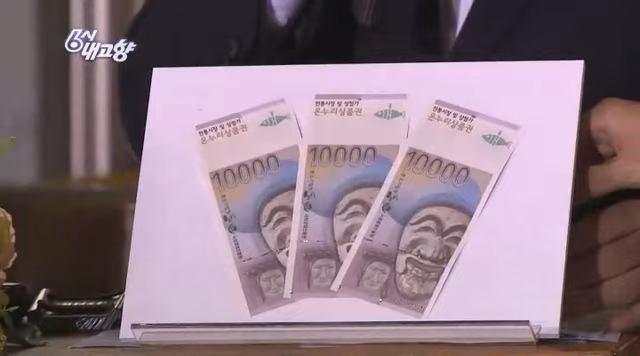 6시
내고향
전통시장 및 상점가
온누리상품권
10000
전통시장 및 상점가
온누리상품권
10000
전통시장 및 상점가
온누리상품권
10000